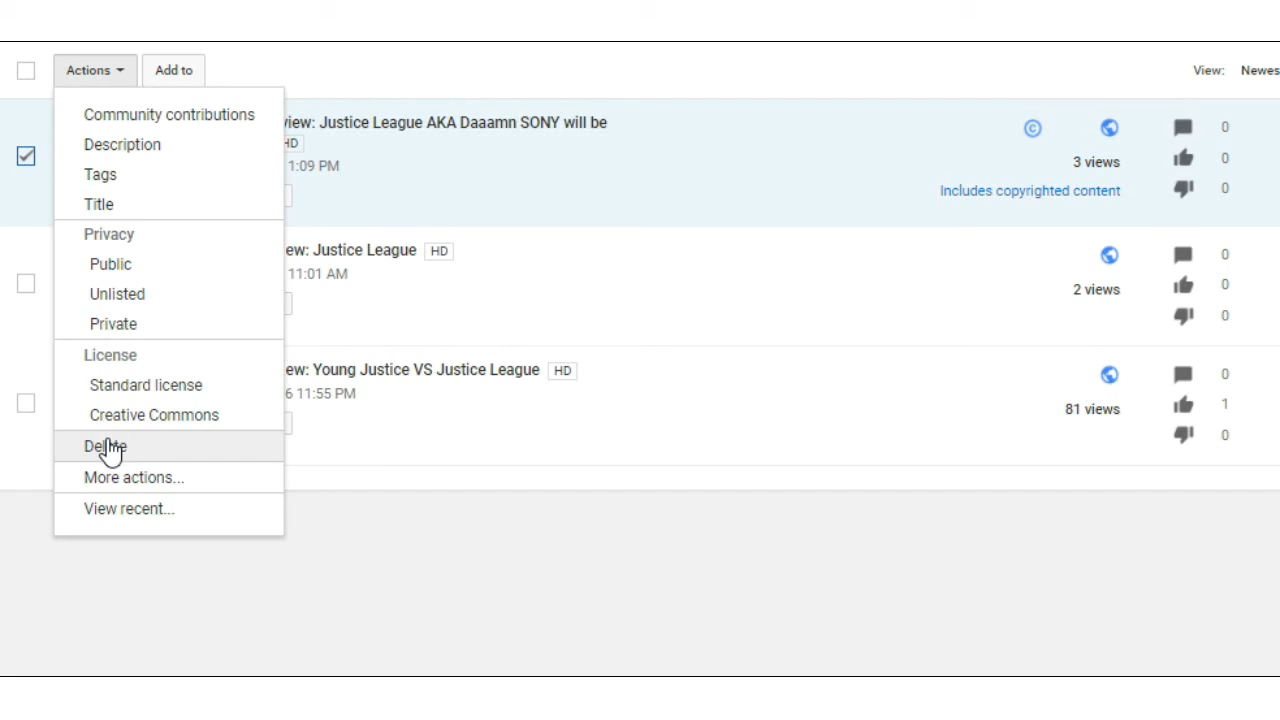 Actions Add to View: Newes
Community contributions
Description
Tags
Title
Privacy
Public
Unlisted
Private
License
Standard license
Creative Commons
Delete
More actions...
View recent...
view: Justice League AKA Daaamn SONY will be
HD
1:09 PM
0
3 views 0
Includes copyrighted content 0
ew: Justice League HD
11:01 AM
0
2 views 0
0
ew: Young Justice VS Justice League HD
6 11:55 PM
0
81 views 1
0